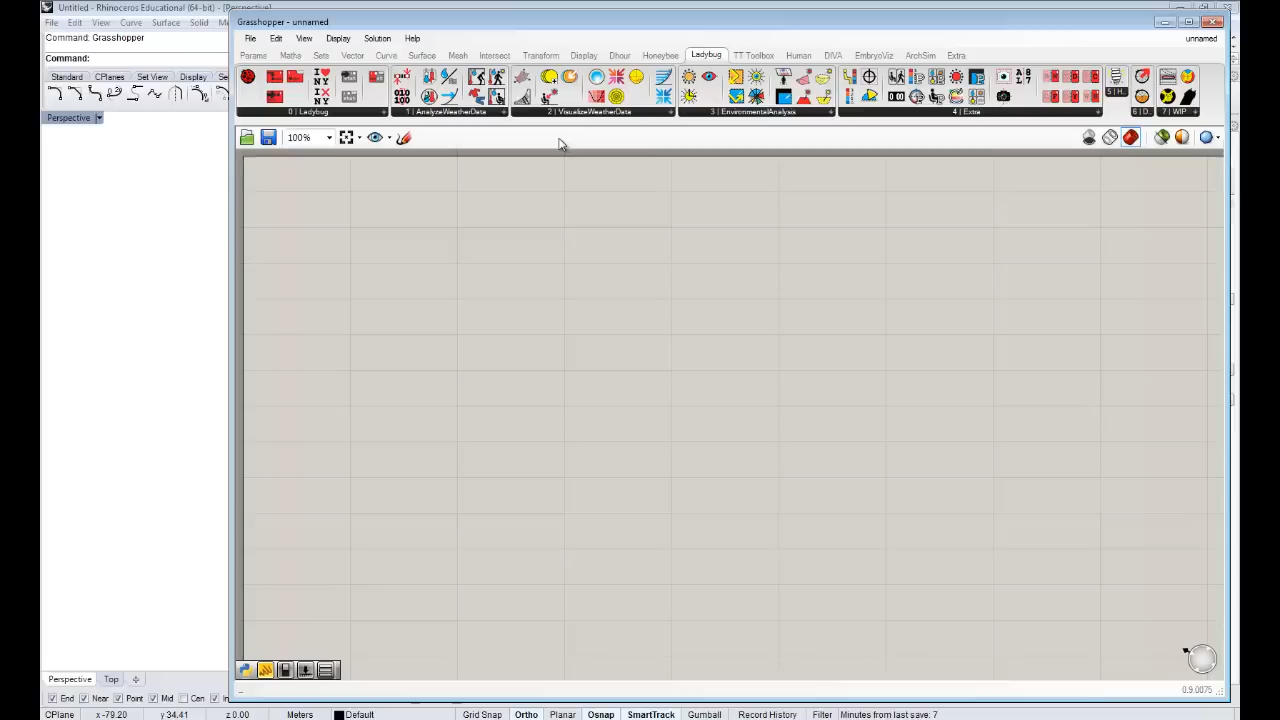 Untitled - Rhinoceros Educational (64-bit) - [Perspective]
File Edit View Curve Surface Solid
Command: Grasshopper
Command:
Standard CPlanes Set View Display
Perspective
Grasshopper - unnamed
File Edit View Display Solution Help
unnamed
Params Maths Sets Vector Curve Surface Mesh Intersect Transform Display Dhour Honeybee Ladybug TT Toolbox Human DIVA EmbryoViz ArchSim Extra
0 | Ladybug 1 | AnalyzeWeatherData 2 | VisualizeWeatherData 3 | EnvironmentalAnalysis 4 | Extra 5 | H... 6 | D 7 | WIP
100%
0.9.0075
Perspective Top
End Near Point Mid Cen
CPlane x -79.20 y 34.41 z 0.00 Meters Default Grid Snap Ortho Planar Osnap SmartTrack Gumball Record History Filter Minutes from last save: 7